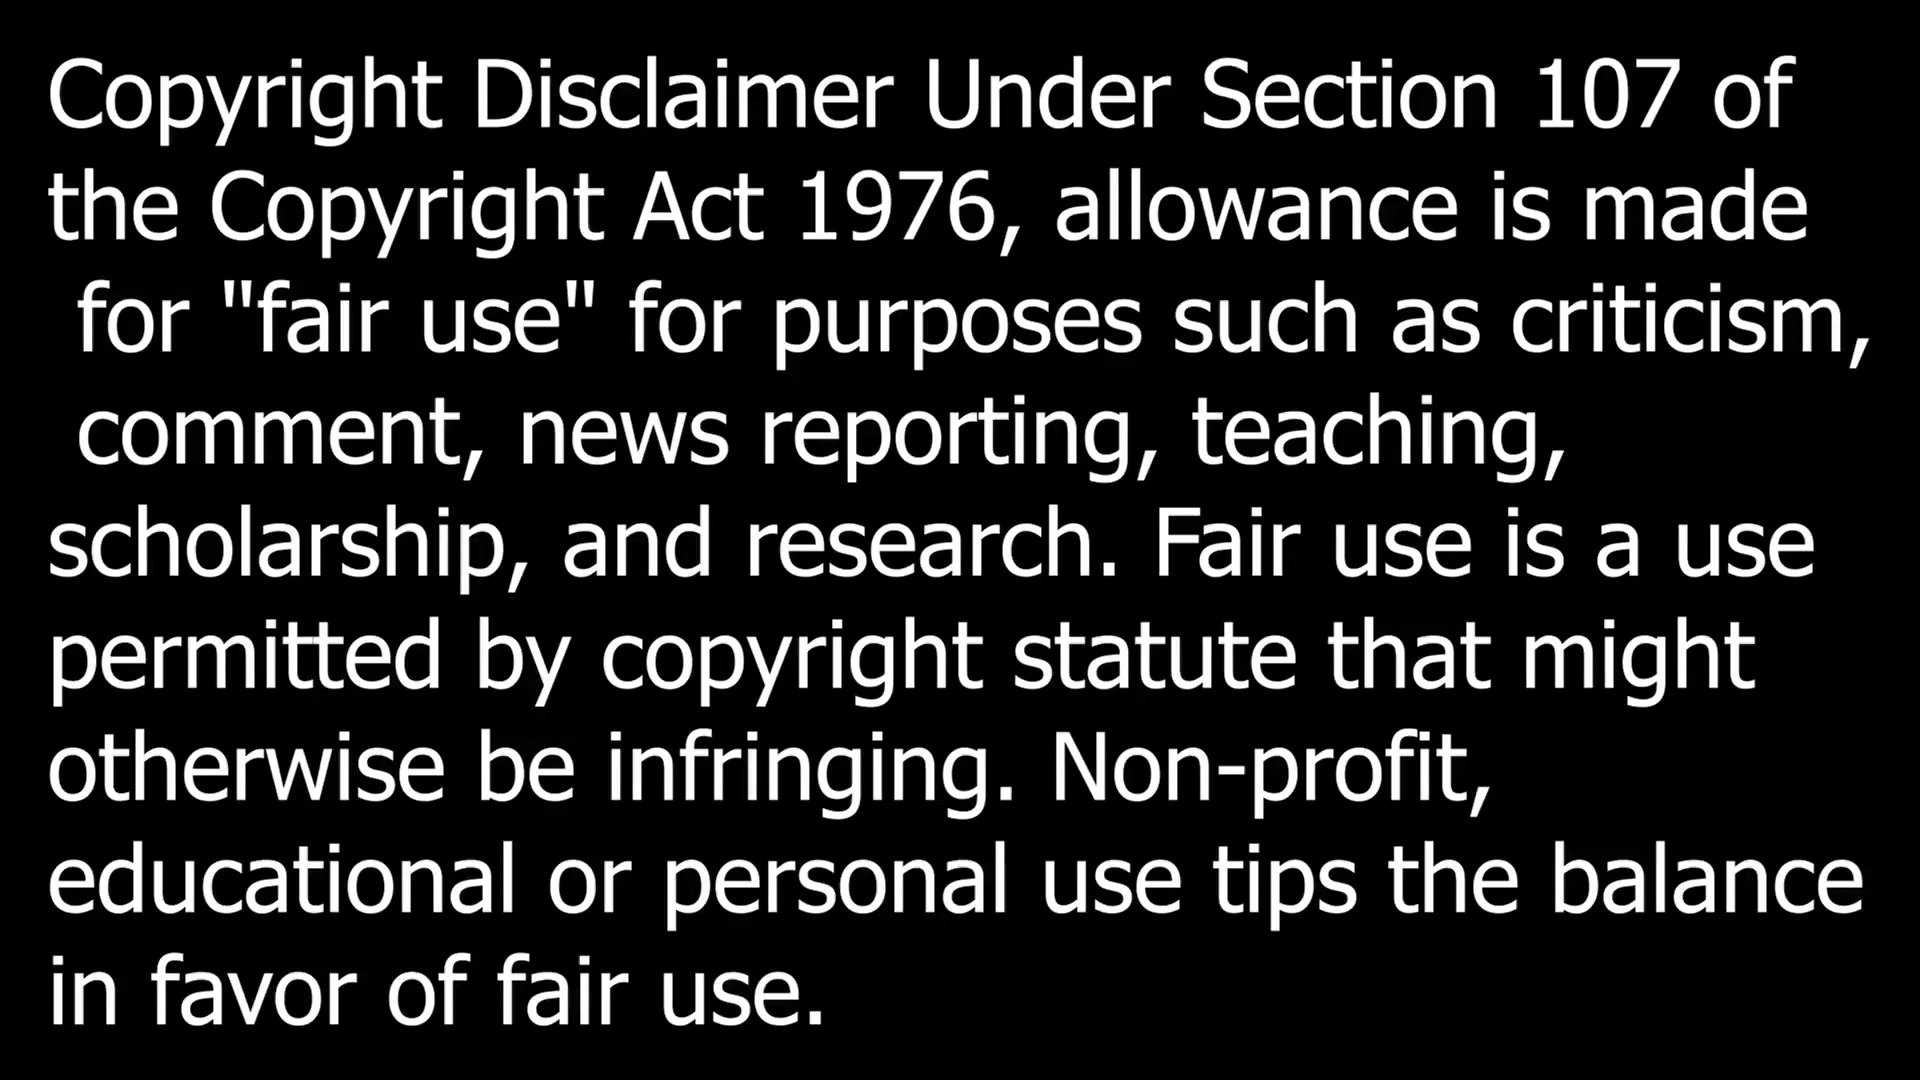 Copyright Disclaimer Under Section 107 of
the Copyright Act 1976, allowance is made
for "fair use" for purposes such as criticism,
comment, news reporting, teaching,
scholarship, and research. Fair use is a use
permitted by copyright statute that might
otherwise be infringing. Non-profit,
educational or personal use tips the balance
in favor of fair use.